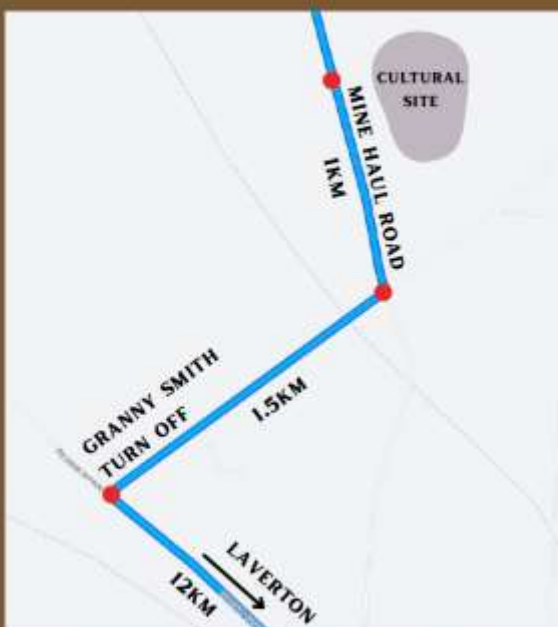 CULTURAL
SITE
MINE HAUL ROAD
1KM
GRANNY SMITH
TURN OFF
1.5KM
LAVERTON
12KM